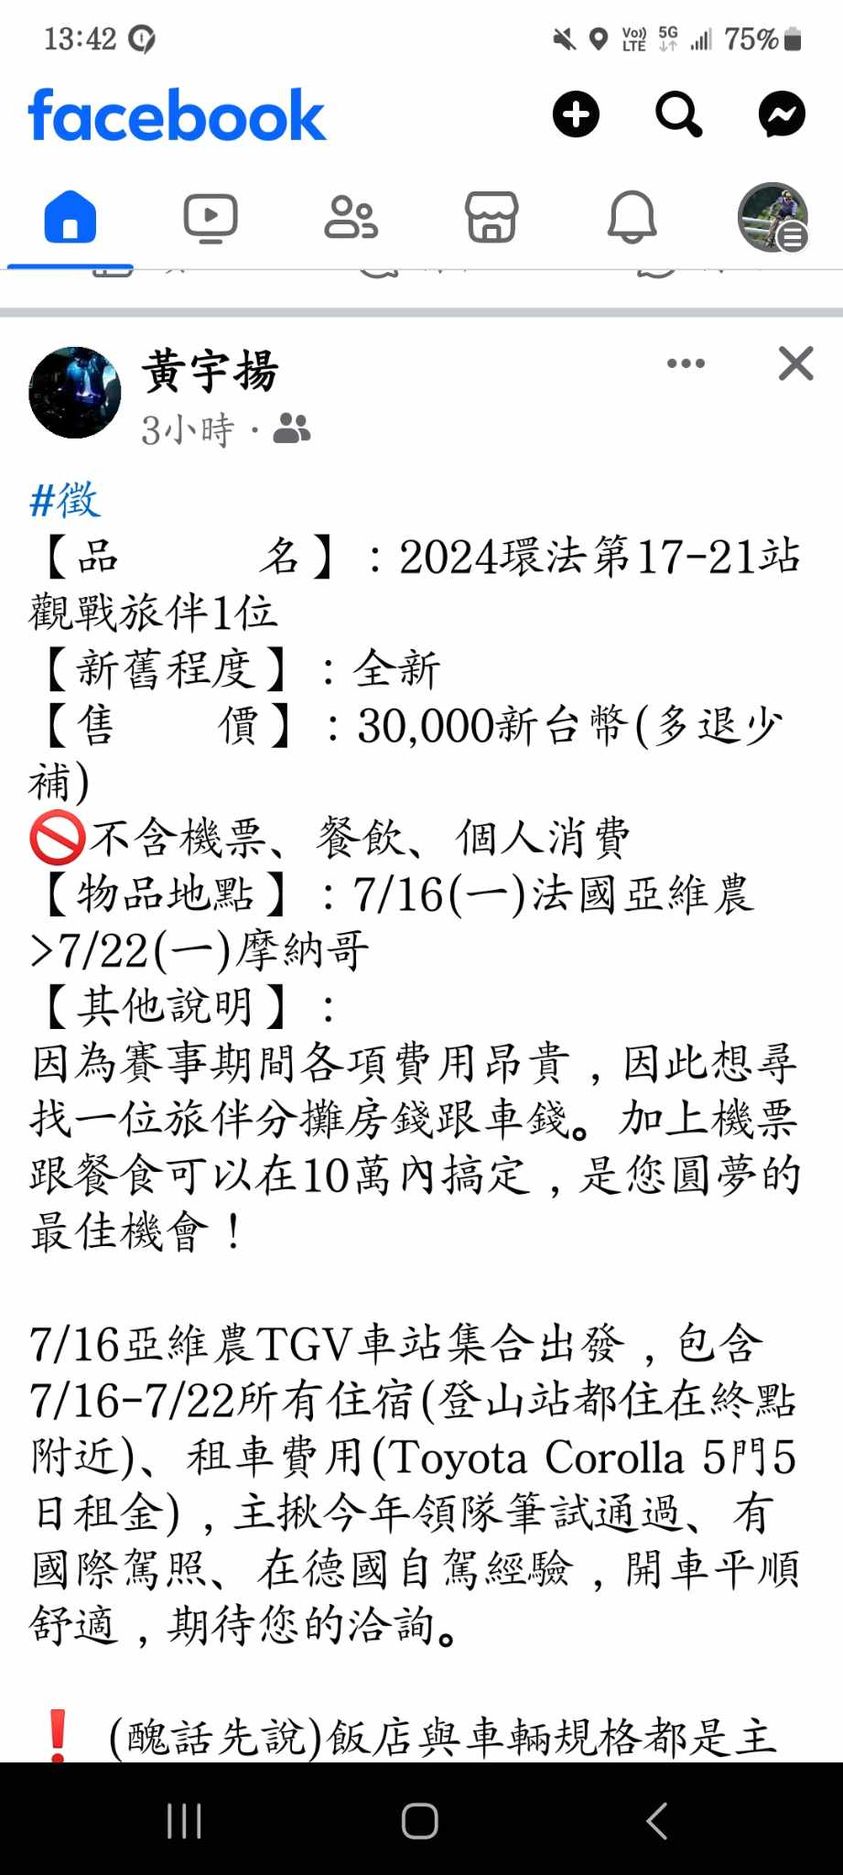 13:42
Vo)) LTE 5G 75%
facebook
黃宇揚
3小時 ·
#徵
【品 名】：2024環法第17-21站
觀戰旅伴1位
【新舊程度】：全新
【售 價】：30,000新台幣(多退少
補)
🚫不含機票、餐飲、個人消費
【物品地點】：7/16(一)法國亞維農
>7/22(一)摩納哥
【其他說明】：
因為賽事期間各項費用昂貴，因此想尋
找一位旅伴分攤房錢跟車錢。加上機票
跟餐食可以在10萬內搞定，是您圓夢的
最佳機會！
7/16亞維農TGV車站集合出發，包含
7/16-7/22所有住宿(登山站都住在終點
附近)、租車費用(Toyota Corolla 5門5
日租金)，主揪今年領隊筆試通過、有
國際駕照、在德國自駕經驗，開車平順
舒適，期待您的洽詢。
❗ (醜話先說)飯店與車輛規格都是主